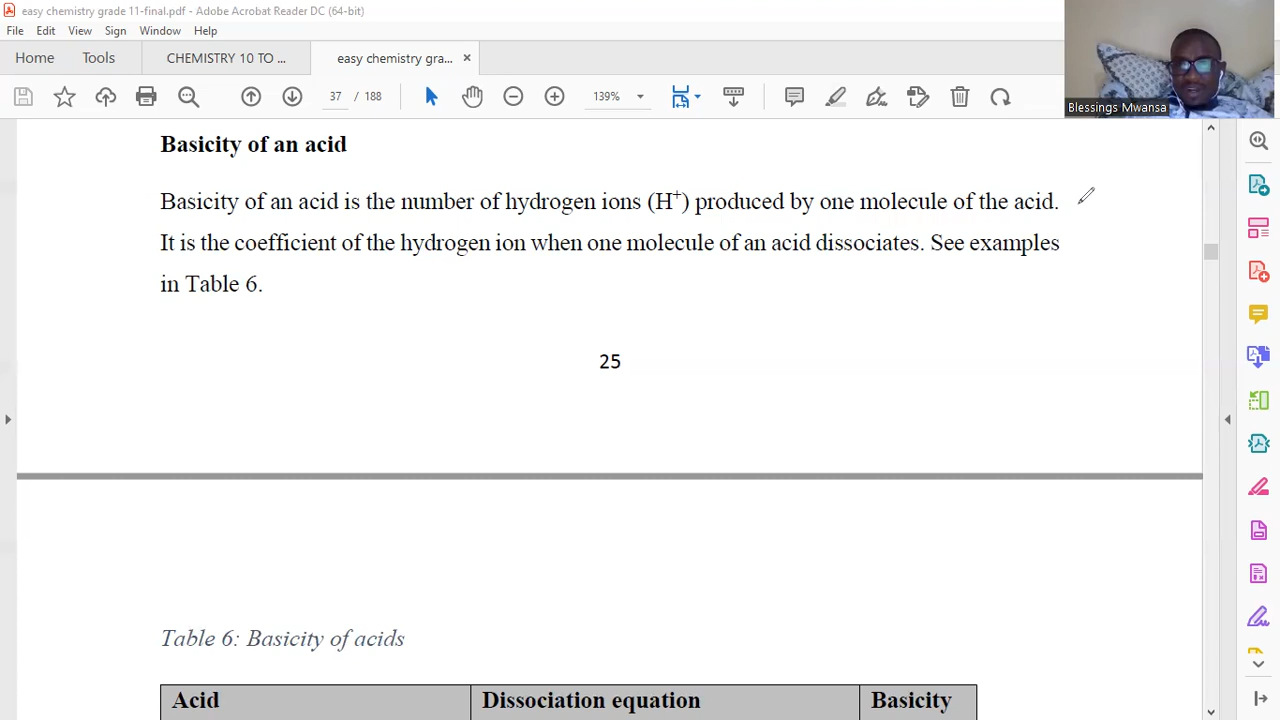 easy chemistry grade 11-final.pdf - Adobe Acrobat Reader DC (64-bit)
File Edit View Sign Window Help
Home Tools CHEMISTRY 10 TO ... easy chemistry gra... ×
37 / 188 139%
Blessings Mwansa
Basicity of an acid
Basicity of an acid is the number of hydrogen ions (H⁺) produced by one molecule of the acid.
It is the coefficient of the hydrogen ion when one molecule of an acid dissociates. See examples
in Table 6.
25
Table 6: Basicity of acids
Acid Dissociation equation Basicity